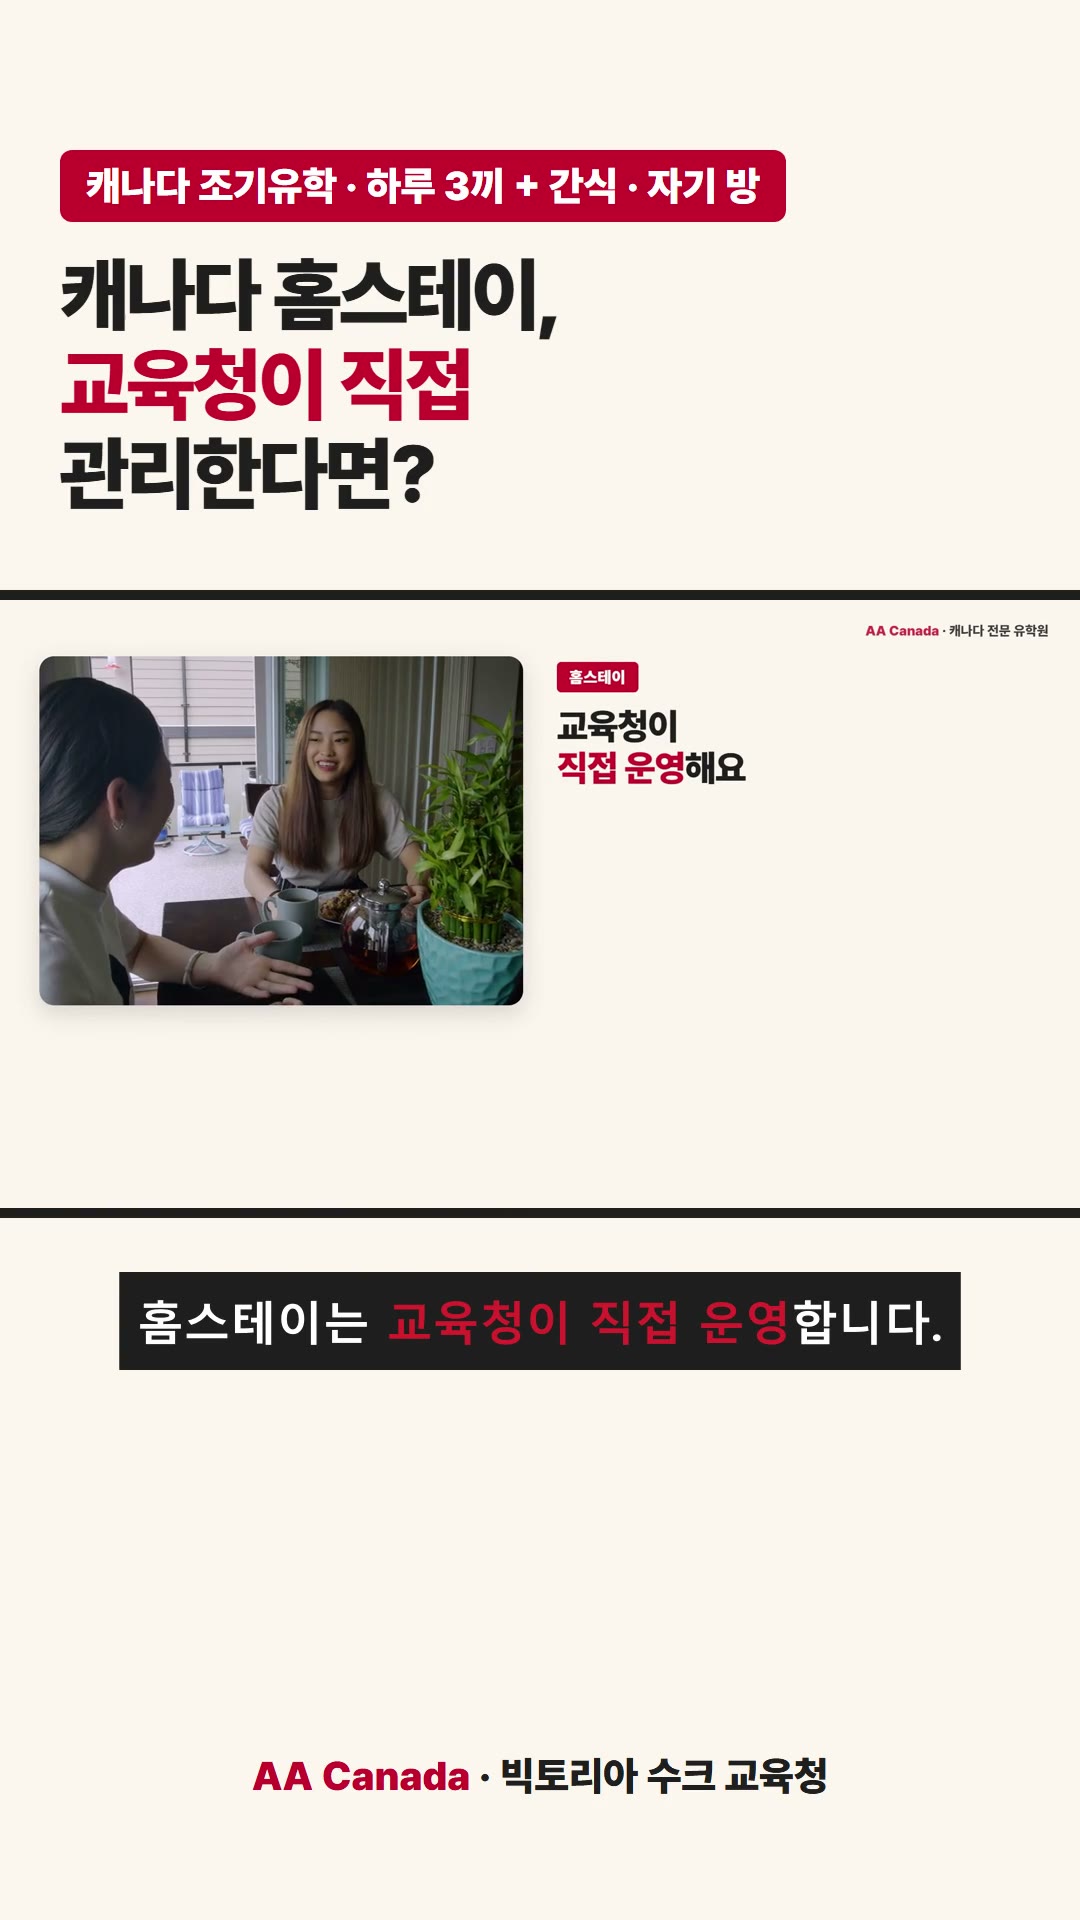 캐나다 조기유학 · 하루 3끼 + 간식 · 자기 방
캐나다 홈스테이,
교육청이 직접
관리한다면?
AA Canada · 캐나다 전문 유학원
홈스테이
교육청이
직접 운영해요
홈스테이는 교육청이 직접 운영합니다.
AA Canada · 빅토리아 수크 교육청